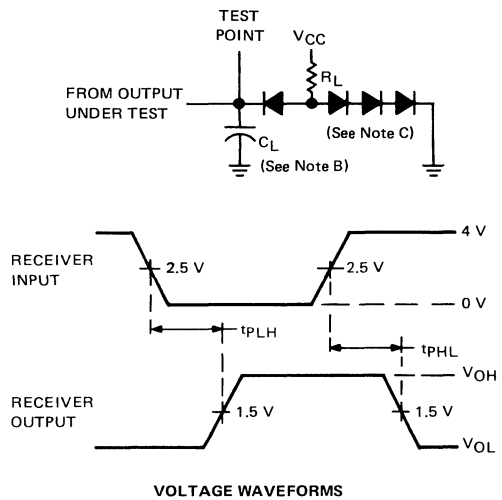 TEST
POINT
VCC
RL
FROM OUTPUT
UNDER TEST
CL
(See Note B)
(See Note C)
RECEIVER
INPUT
2.5 V
2.5 V
4 V
0 V
tPLH
tPHL
RECEIVER
OUTPUT
1.5 V
1.5 V
VOH
VOL
VOLTAGE WAVEFORMS